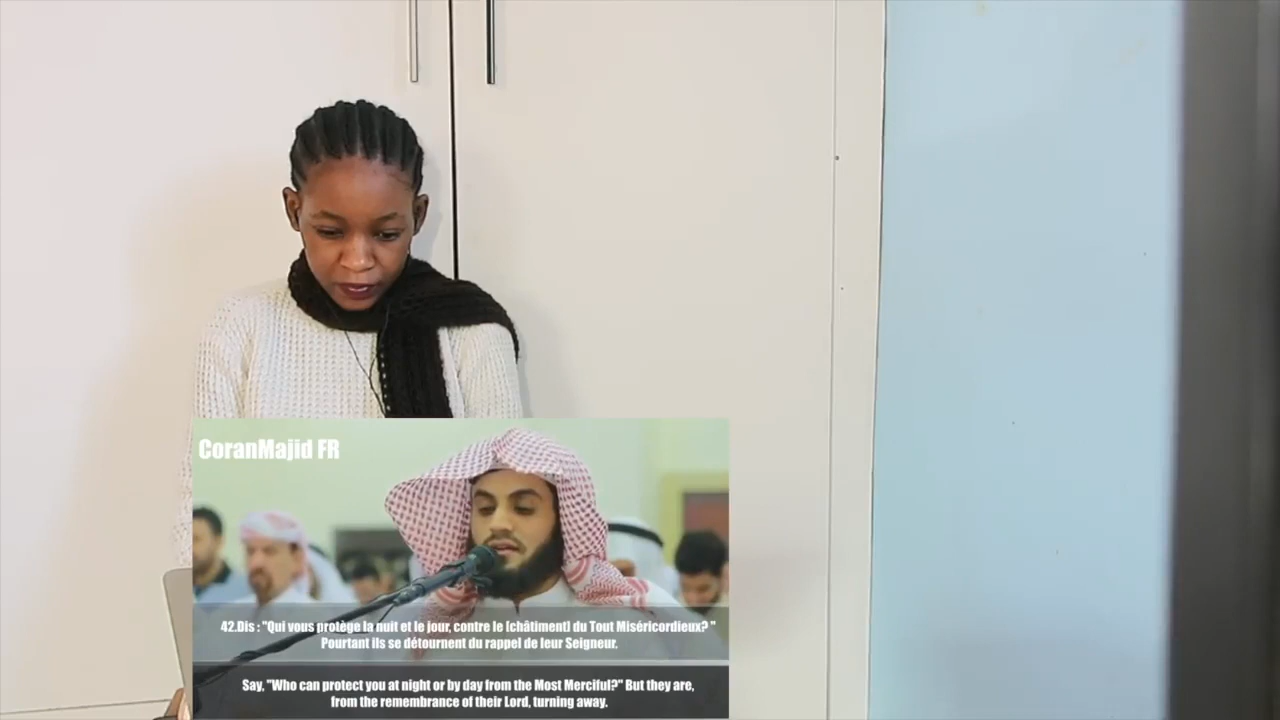 CoranMajid FR
42.Dis : "Qui vous protège la nuit et le jour, contre le [châtiment] du Tout Miséricordieux? "
Pourtant ils se détournent du rappel de leur Seigneur.
Say, "Who can protect you at night or by day from the Most Merciful?" But they are,
from the remembrance of their Lord, turning away.